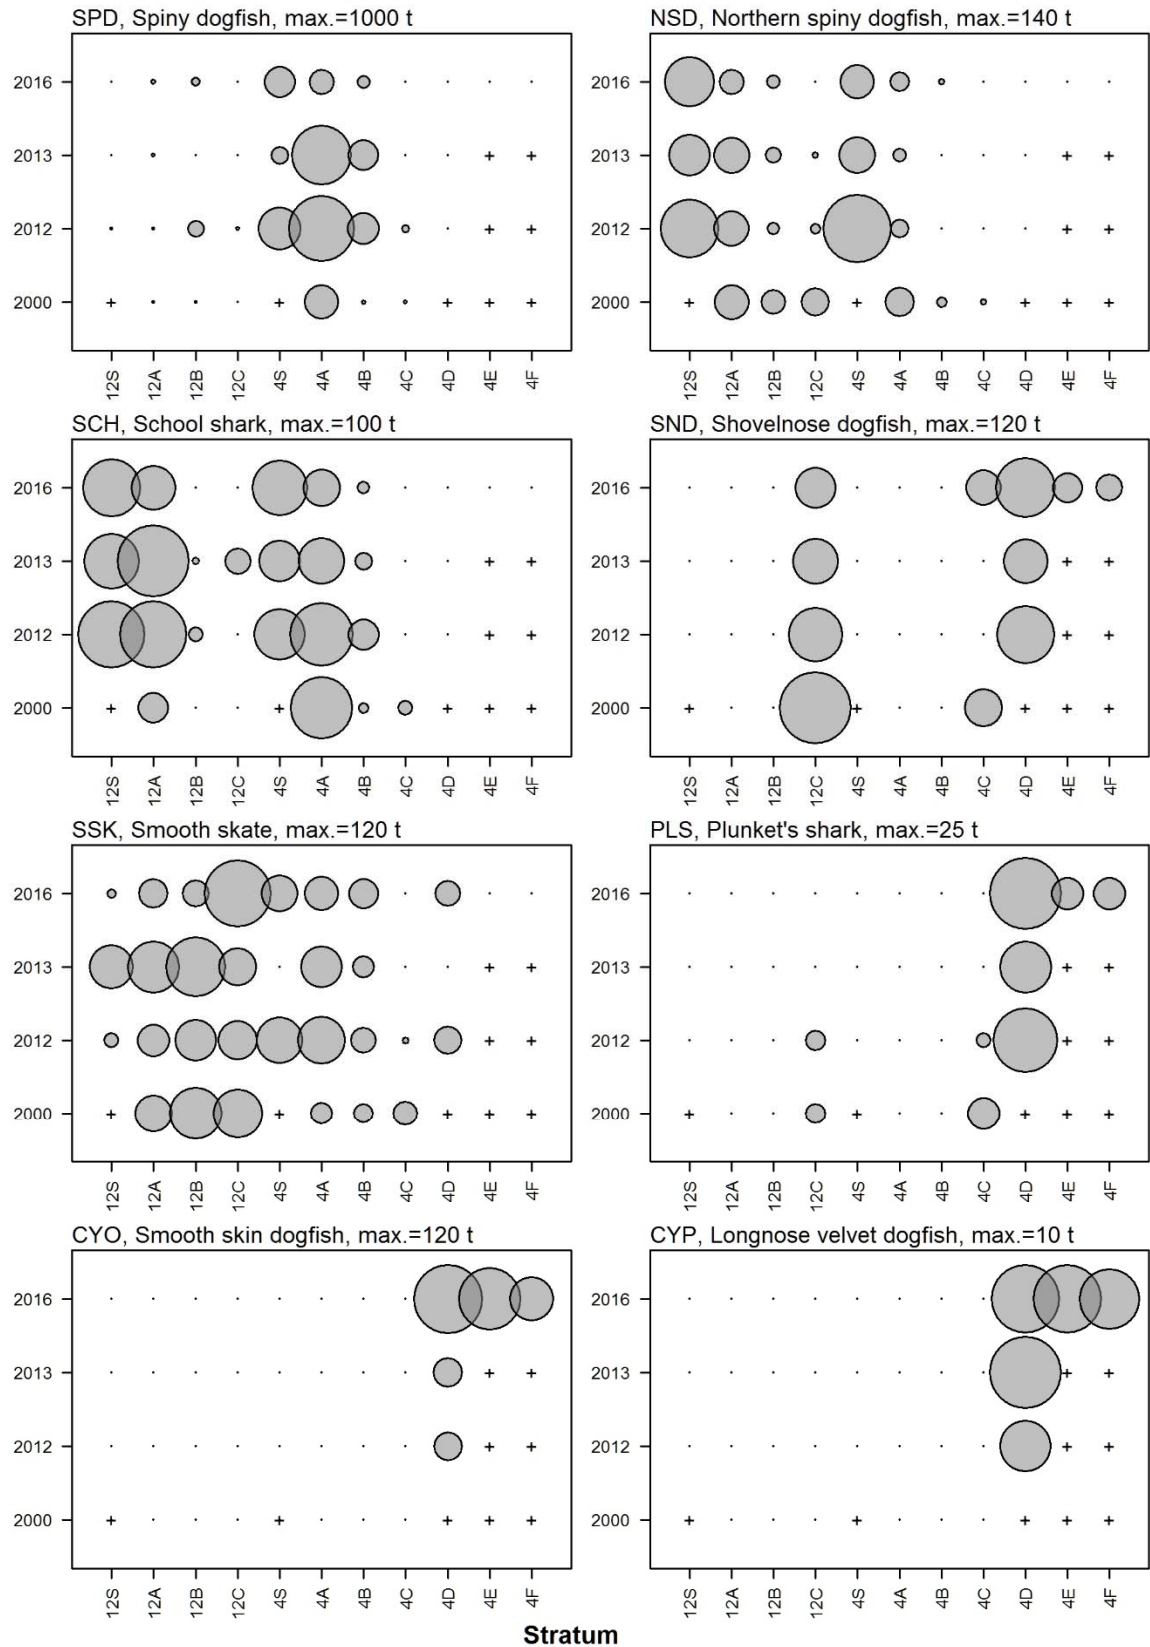 SPD, Spiny dogfish, max.=1000 t
2016
2013
2012
2000
12S 12A 12B 12C 4S 4A 4B 4C 4D 4E 4F
NSD, Northern spiny dogfish, max.=140 t
2016
2013
2012
2000
12S 12A 12B 12C 4S 4A 4B 4C 4D 4E 4F
SCH, School shark, max.=100 t
2016
2013
2012
2000
12S 12A 12B 12C 4S 4A 4B 4C 4D 4E 4F
SND, Shovelnose dogfish, max.=120 t
2016
2013
2012
2000
12S 12A 12B 12C 4S 4A 4B 4C 4D 4E 4F
SSK, Smooth skate, max.=120 t
2016
2013
2012
2000
12S 12A 12B 12C 4S 4A 4B 4C 4D 4E 4F
PLS, Plunket's shark, max.=25 t
2016
2013
2012
2000
12S 12A 12B 12C 4S 4A 4B 4C 4D 4E 4F
CYO, Smooth skin dogfish, max.=120 t
2016
2013
2012
2000
12S 12A 12B 12C 4S 4A 4B 4C 4D 4E 4F
CYP, Longnose velvet dogfish, max.=10 t
2016
2013
2012
2000
12S 12A 12B 12C 4S 4A 4B 4C 4D 4E 4F
Stratum